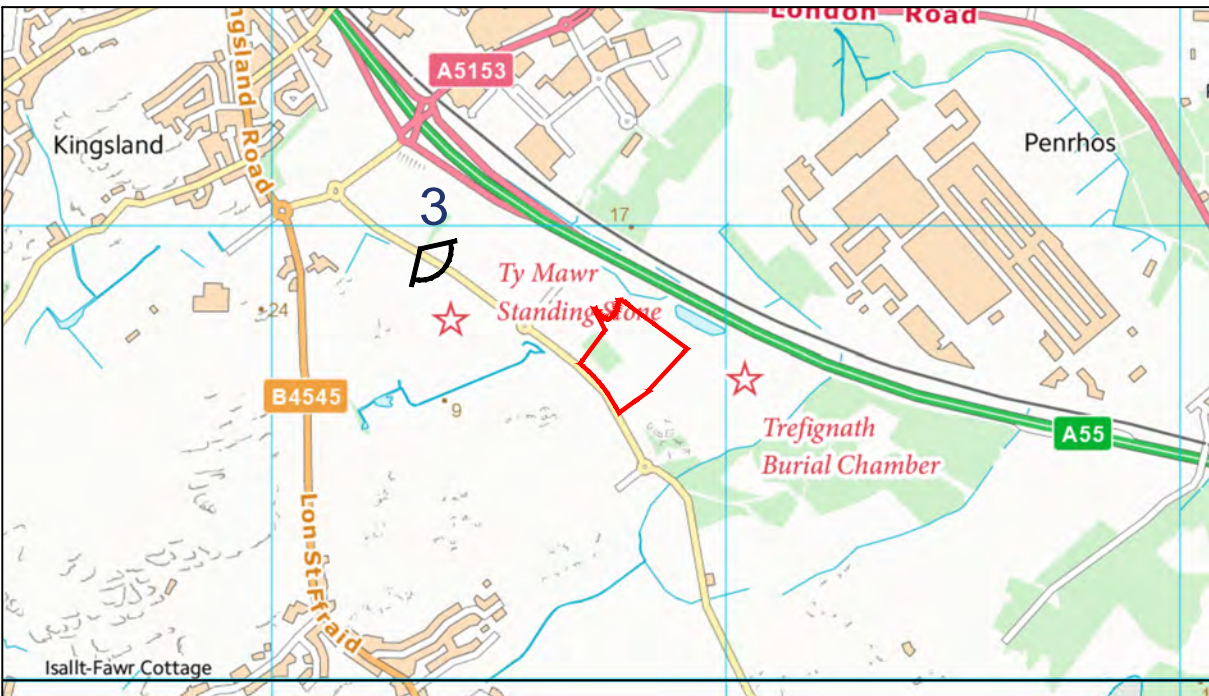 London Road
A5153
Kingsland
ngsland Road
Penrhos
3
17
Ty Mawr
Standing Stone
24
B4545
9
Trefignath
Burial Chamber
A55
Lon St Ffraid
Isallt-Fawr Cottage